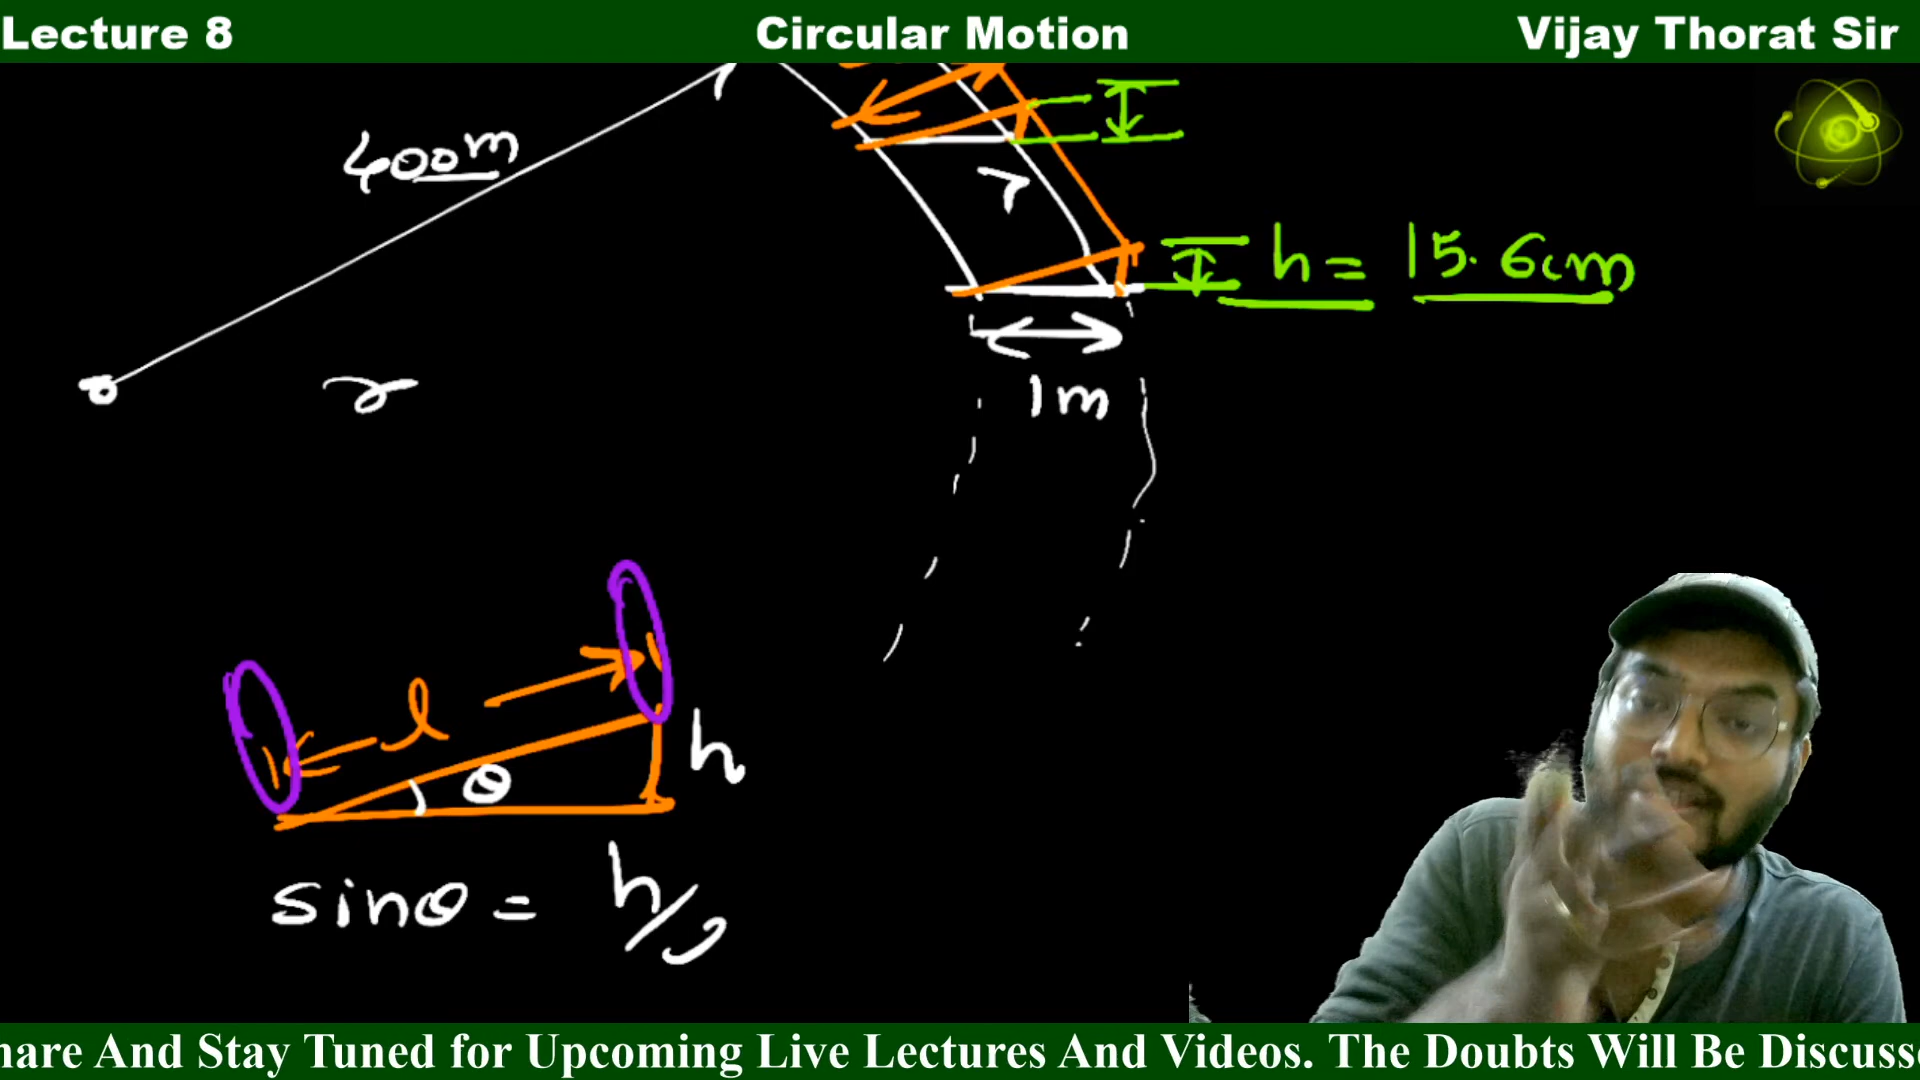 Lecture 8 Circular Motion Vijay Thorat Sir
400m
h = 15.6cm
r
1m
l
h
θ
sinθ = h/l
hare And Stay Tuned for Upcoming Live Lectures And Videos. The Doubts Will Be Discuss